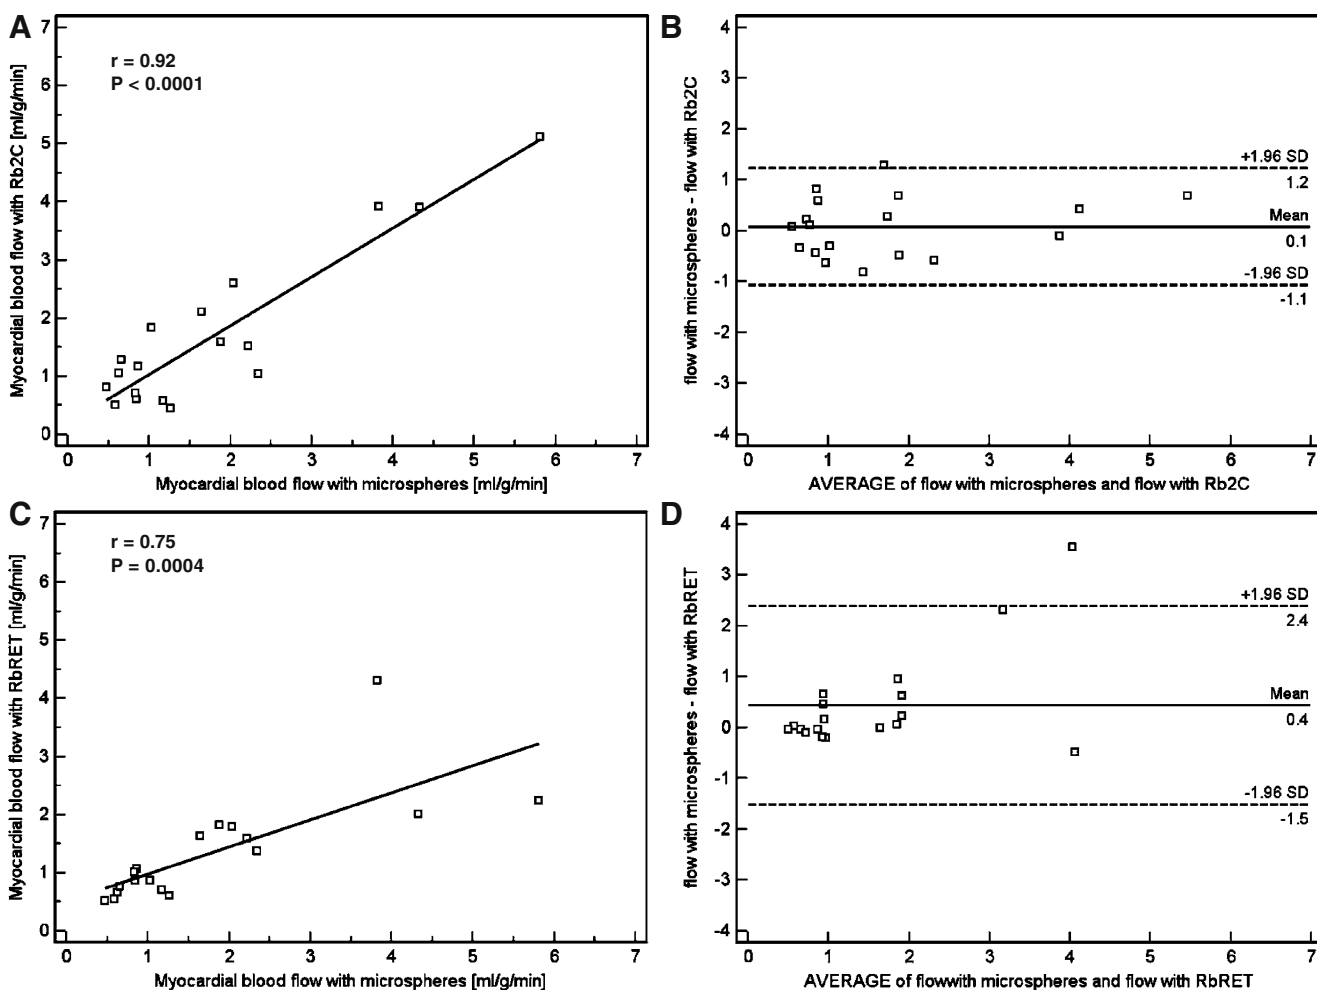 A
r = 0.92
P < 0.0001
Myocardial blood flow with Rb2C [ml/g/min]
7
6
5
4
3
2
1
0
0 1 2 3 4 5 6 7
Myocardial blood flow with microspheres [ml/g/min]
B
flow with microspheres - flow with Rb2C
4
3
2
1
0
-1
-2
-3
-4
+1.96 SD
1.2
Mean
0.1
-1.96 SD
-1.1
0 1 2 3 4 5 6 7
AVERAGE of flow with microspheres and flow with Rb2C
C
r = 0.75
P = 0.0004
Myocardial blood flow with RbRET [ml/g/min]
7
6
5
4
3
2
1
0
0 1 2 3 4 5 6 7
Myocardial blood flow with microspheres [ml/g/min]
D
flow with microspheres - flow with RbRET
4
3
2
1
0
-1
-2
-3
-4
+1.96 SD
2.4
Mean
0.4
-1.96 SD
-1.5
0 1 2 3 4 5 6 7
AVERAGE of flowwith microspheres and flow with RbRET